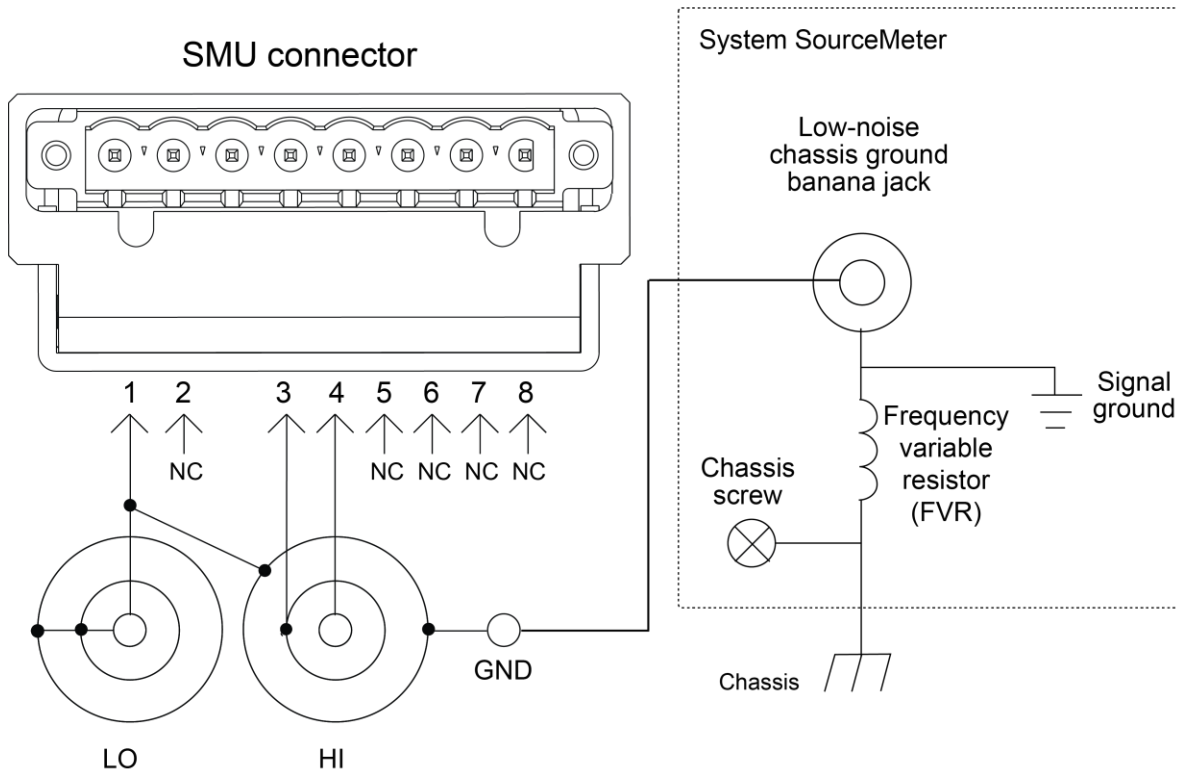 SMU connector
System SourceMeter
Low-noise
chassis ground
banana jack
1 2 3 4 5 6 7 8
NC NC NC NC NC
Signal
ground
Frequency
variable
resistor
(FVR)
Chassis
screw
GND
Chassis
LO HI